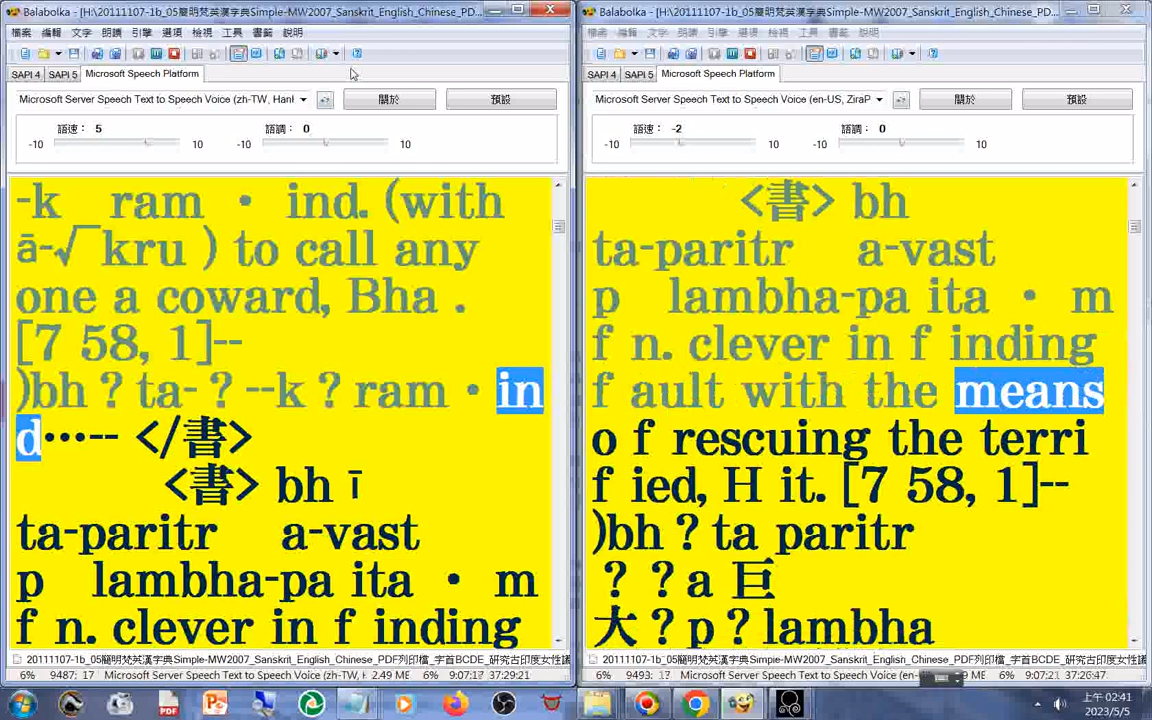 Balabolka - [H:\20111107-1b_05簡明梵英漢字典Simple-MW2007_Sanskrit_English_Chinese_PD...
檔案 編輯 文字 朗讀 引擎 選項 檢視 工具 書籤 說明
SAPI 4 SAPI 5 Microsoft Speech Platform
Microsoft Server Speech Text to Speech Voice (zh-TW, Hanl
關於 預設
語速： 5 語調： 0
-10 10 -10 10
-k ram • ind. (with
ā-√ kru ) to call any
one a coward, Bha .
[7 58, 1]--
)bh ? ta- ? --k ? ram • in
d…-- </書>
<書> bh ī
ta-paritr a-vast
p lambha-pa ita • m
f n. clever in f inding
20111107-1b_05簡明梵英漢字典Simple-MW2007_Sanskrit_English_Chinese_PDF列印檔_字首BCDE_研究古印度女性議
6% 9487: 17 Microsoft Server Speech Text to Speech Voice (zh-TW, H 2.49 MB 6% 9:07:17 37:29:21
Balabolka - [H:\20111107-1b_05簡明梵英漢字典Simple-MW2007_Sanskrit_English_Chinese_PD...
檔案 編輯 文字 朗讀 引擎 選項 檢視 工具 書籤 說明
SAPI 4 SAPI 5 Microsoft Speech Platform
Microsoft Server Speech Text to Speech Voice (en-US, ZiraP
關於 預設
語速： -2 語調： 0
-10 10 -10 10
<書> bh
ta-paritr a-vast
p lambha-pa ita • m
f n. clever in f inding
f ault with the means
o f rescuing the terri
f ied, H it. [7 58, 1]--
)bh ? ta paritr
? ? a 巨
大 ? p ? lambha
20111107-1b_05簡明梵英漢字典Simple-MW2007_Sanskrit_English_Chinese_PDF列印檔_字首BCDE_研究古印度女性議
6% 9493: 17 Microsoft Server Speech Text to Speech Voice (en-U ME 6% 9:07:21 37:26:47
上午 02:41
2023/5/5